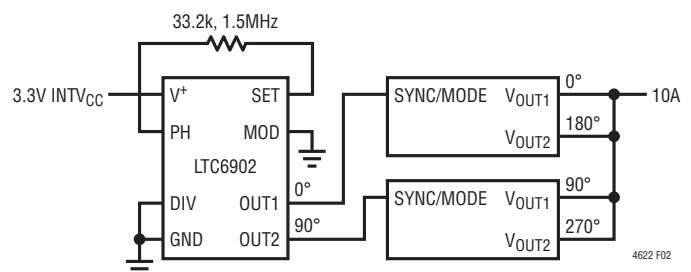 33.2k, 1.5MHz
3.3V INTVCC
V+ SET
PH MOD
LTC6902
DIV OUT1 0°
GND OUT2 90°
SYNC/MODE VOUT1 0°
VOUT2 180°
10A
SYNC/MODE VOUT1 90°
VOUT2 270°
4622 F02